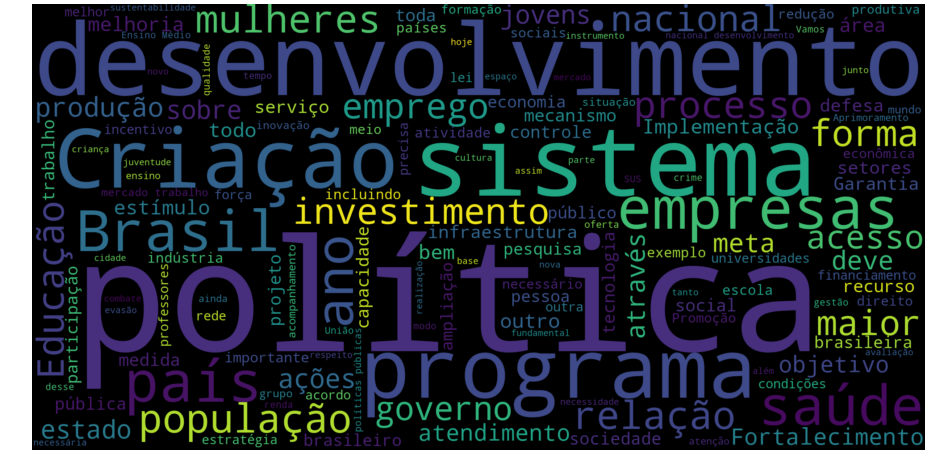 melhor
sustentabilidade
melhoria
Ensino Médio
novo
qualidade
mulheres
toda
países
formação
jovens
sociais
hoje
instrumento
nacional
nacional desenvolvimento
redução
produtiva
Vamos
área
desenvolvimento
tempo
lei
espaço
mercado
junto
produção
sobre
serviço
emprego
economia
situação
mecanismo
processo
defesa
mundo
Aprimoramento
trabalho
incentivo
todo
inovação
meio
precisa
atividade
controle
Implementação
forma
Criação
criança
juventude
ensino
sistema
cultura
assim
parte
SUS
crime
econômica
setores
Garantia
mercado trabalho
força
incluindo
estímulo
investimento
público
oferta
empresas
Educação
Brasil
ano
capacidade
infraestrutura
bem
pesquisa
através
exemplo
meta
universidades
acesso
deve
indústria
cidade
participação
professores
projeto
acompanhamento
rede
ainda
combate
evasão
política
base
nova
realização
ampliação
necessário
pessoa
outra
outro
tecnologia
tanto
social
escola
Promoção
financiamento
recurso
gestão
direito
maior
brasileira
avaliação
União
modo
fundamental
medida
importante
respeito
políticas públicas
país
ações
programa
além
objetivo
condições
desse
pública
grupo
acordo
renda
população
governo
necessidade
relação
saúde
estado
necessária
estratégia
brasileiro
atendimento
sociedade
atenção
Fortalecimento